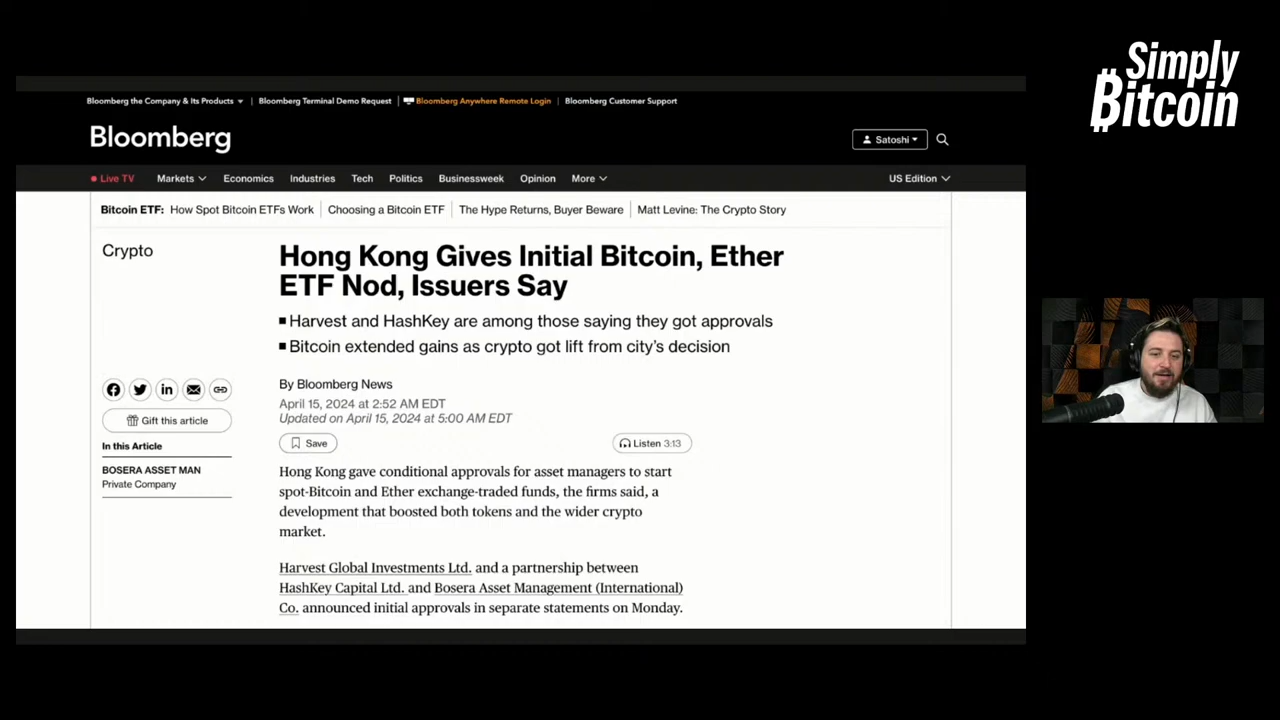 Simply
Bitcoin
Bloomberg the Company & Its Products
Bloomberg Terminal Demo Request
Bloomberg Anywhere Remote Login
Bloomberg Customer Support
Bloomberg
Satoshi
Live TV
Markets
Economics
Industries
Tech
Politics
Businessweek
Opinion
More
US Edition
Bitcoin ETF:
How Spot Bitcoin ETFs Work
Choosing a Bitcoin ETF
The Hype Returns, Buyer Beware
Matt Levine: The Crypto Story
Crypto
Hong Kong Gives Initial Bitcoin, Ether
ETF Nod, Issuers Say
Harvest and HashKey are among those saying they got approvals
Bitcoin extended gains as crypto got lift from city's decision
By Bloomberg News
April 15, 2024 at 2:52 AM EDT
Updated on April 15, 2024 at 5:00 AM EDT
Gift this article
Save
Listen 3:13
In this Article
BOSERA ASSET MAN
Private Company
Hong Kong gave conditional approvals for asset managers to start
spot-Bitcoin and Ether exchange-traded funds, the firms said, a
development that boosted both tokens and the wider crypto
market.
Harvest Global Investments Ltd. and a partnership between
HashKey Capital Ltd. and Bosera Asset Management (International)
Co. announced initial approvals in separate statements on Monday.